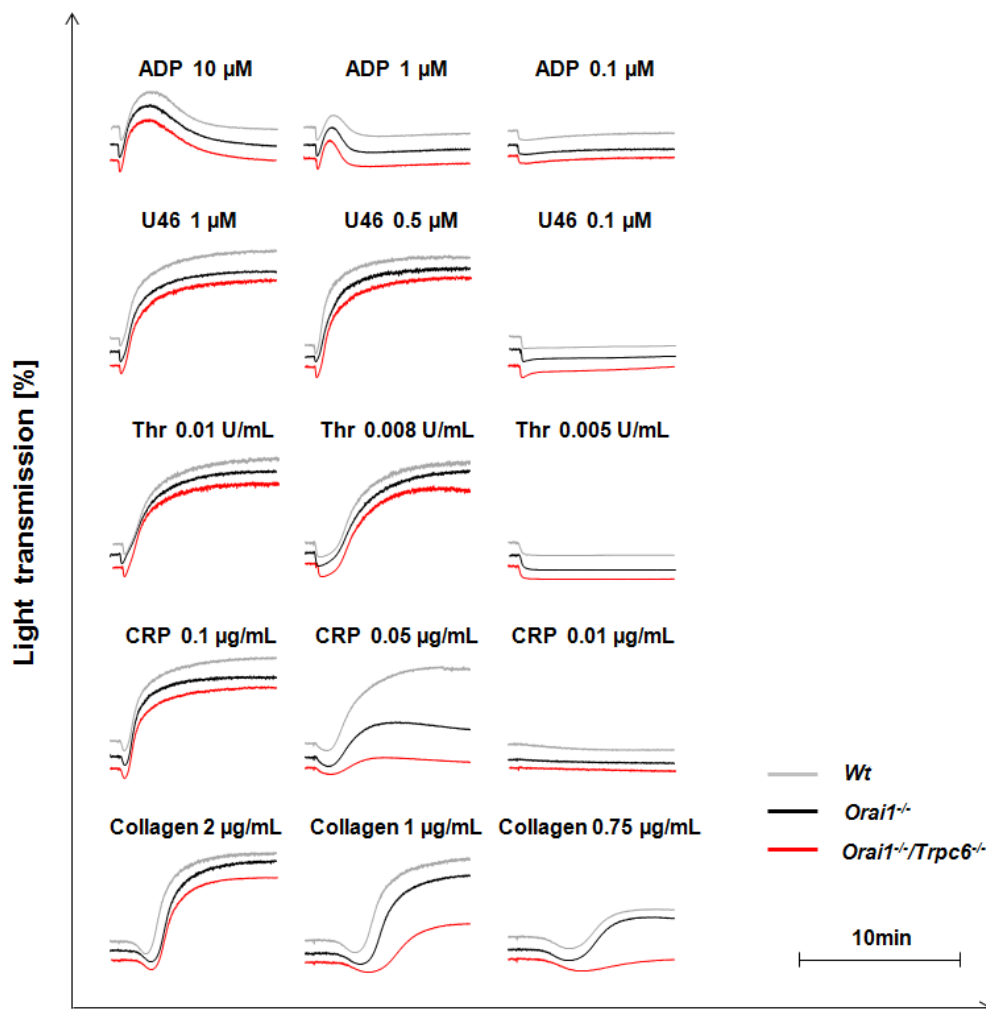 ADP 10 µM ADP 1 µM ADP 0.1 µM
U46 1 µM U46 0.5 µM U46 0.1 µM
Light transmission [%]
Thr 0.01 U/mL Thr 0.008 U/mL Thr 0.005 U/mL
CRP 0.1 µg/mL CRP 0.05 µg/mL CRP 0.01 µg/mL
Wt
Orai1-/-
Orai1-/-/Trpc6-/-
Collagen 2 µg/mL Collagen 1 µg/mL Collagen 0.75 µg/mL
10min